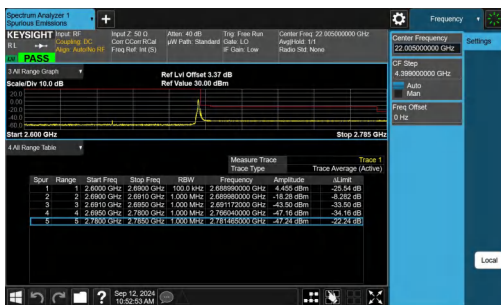 Spectrum Analyzer 1
Spurious Emissions
Frequency
KEYSIGHT Input: RF
Coupling: DC
Align: Auto/No RF
Input Z: 50 Ω
Corr CCorr RCal
Freq Ref: Int (S)
Atten: 40 dB
µW Path: Standard
Trig: Free Run
Gate: LO
IF Gain: Low
Center Freq: 22.005000000 GHz
Avg|Hold: 1/1
Radio Std: None
RL
PASS
Center Frequency
22.005000000 GHz
Settings
CF Step
4.399000000 GHz
Auto
Man
Freq Offset
0 Hz
3 All Range Graph
Scale/Div 10.0 dB
Ref Lvl Offset 3.37 dB
Ref Value 30.00 dBm
20.0
0.00
-20.0
-40.0
-60.0
Start 2.600 GHz
Stop 2.785 GHz
4 All Range Table
Measure Trace Trace 1
Trace Type Trace Average (Active)
Spur Range Start Freq Stop Freq RBW Frequency Amplitude ΔLimit
1 1 2.6000 GHz 2.6900 GHz 100.0 kHz 2.688990000 GHz 4.455 dBm -25.54 dB
2 2 2.6900 GHz 2.6910 GHz 1.000 MHz 2.689980000 GHz -18.28 dBm -8.282 dB
3 3 2.6910 GHz 2.6950 GHz 1.000 MHz 2.691172000 GHz -43.50 dBm -33.50 dB
4 4 2.6950 GHz 2.7800 GHz 1.000 MHz 2.766040000 GHz -47.16 dBm -34.16 dB
5 5 2.7800 GHz 2.7850 GHz 1.000 MHz 2.781465000 GHz -47.24 dBm -22.24 dB
Local
Sep 12, 2024
10:52:53 AM